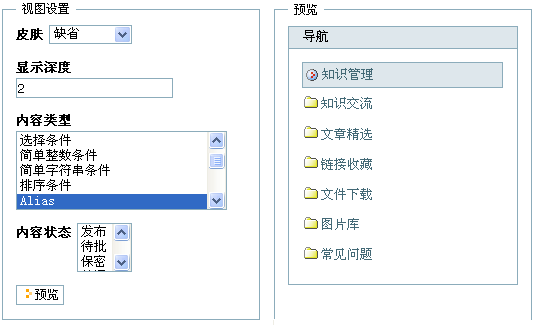 视图设置
皮肤 缺省
显示深度
2
内容类型
选择条件
简单整数条件
简单字符串条件
排序条件
Alias
内容状态 发布
待批
保密
预览
预览
导航
知识管理
知识交流
文章精选
链接收藏
文件下载
图片库
常见问题